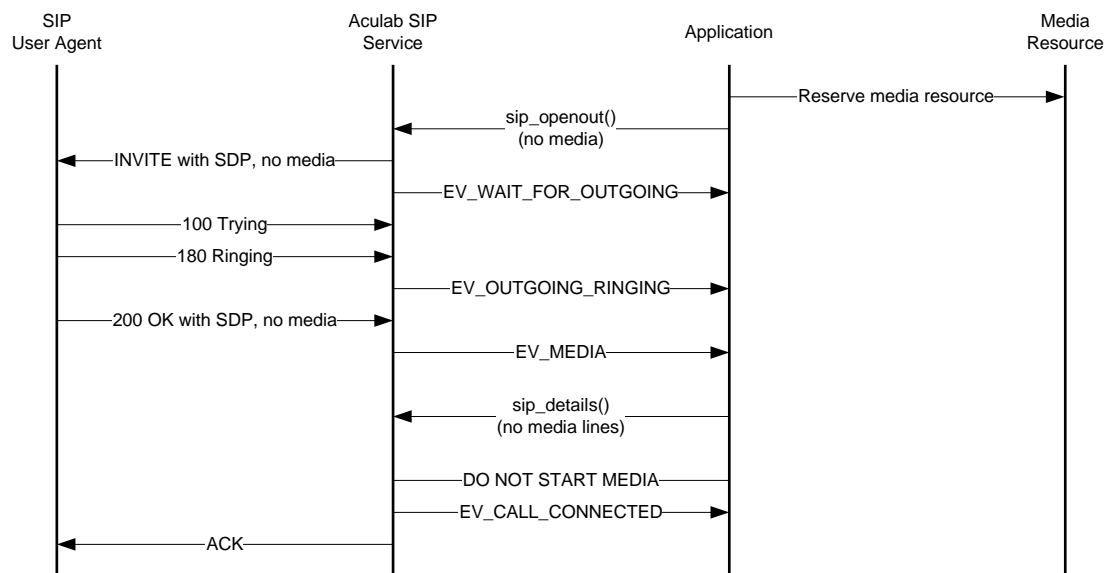 SIP
User Agent
Aculab SIP
Service
Application
Media
Resource
Reserve media resource
sip_openout()
(no media)
INVITE with SDP, no media
EV_WAIT_FOR_OUTGOING
100 Trying
180 Ringing
EV_OUTGOING_RINGING
200 OK with SDP, no media
EV_MEDIA
sip_details()
(no media lines)
DO NOT START MEDIA
EV_CALL_CONNECTED
ACK